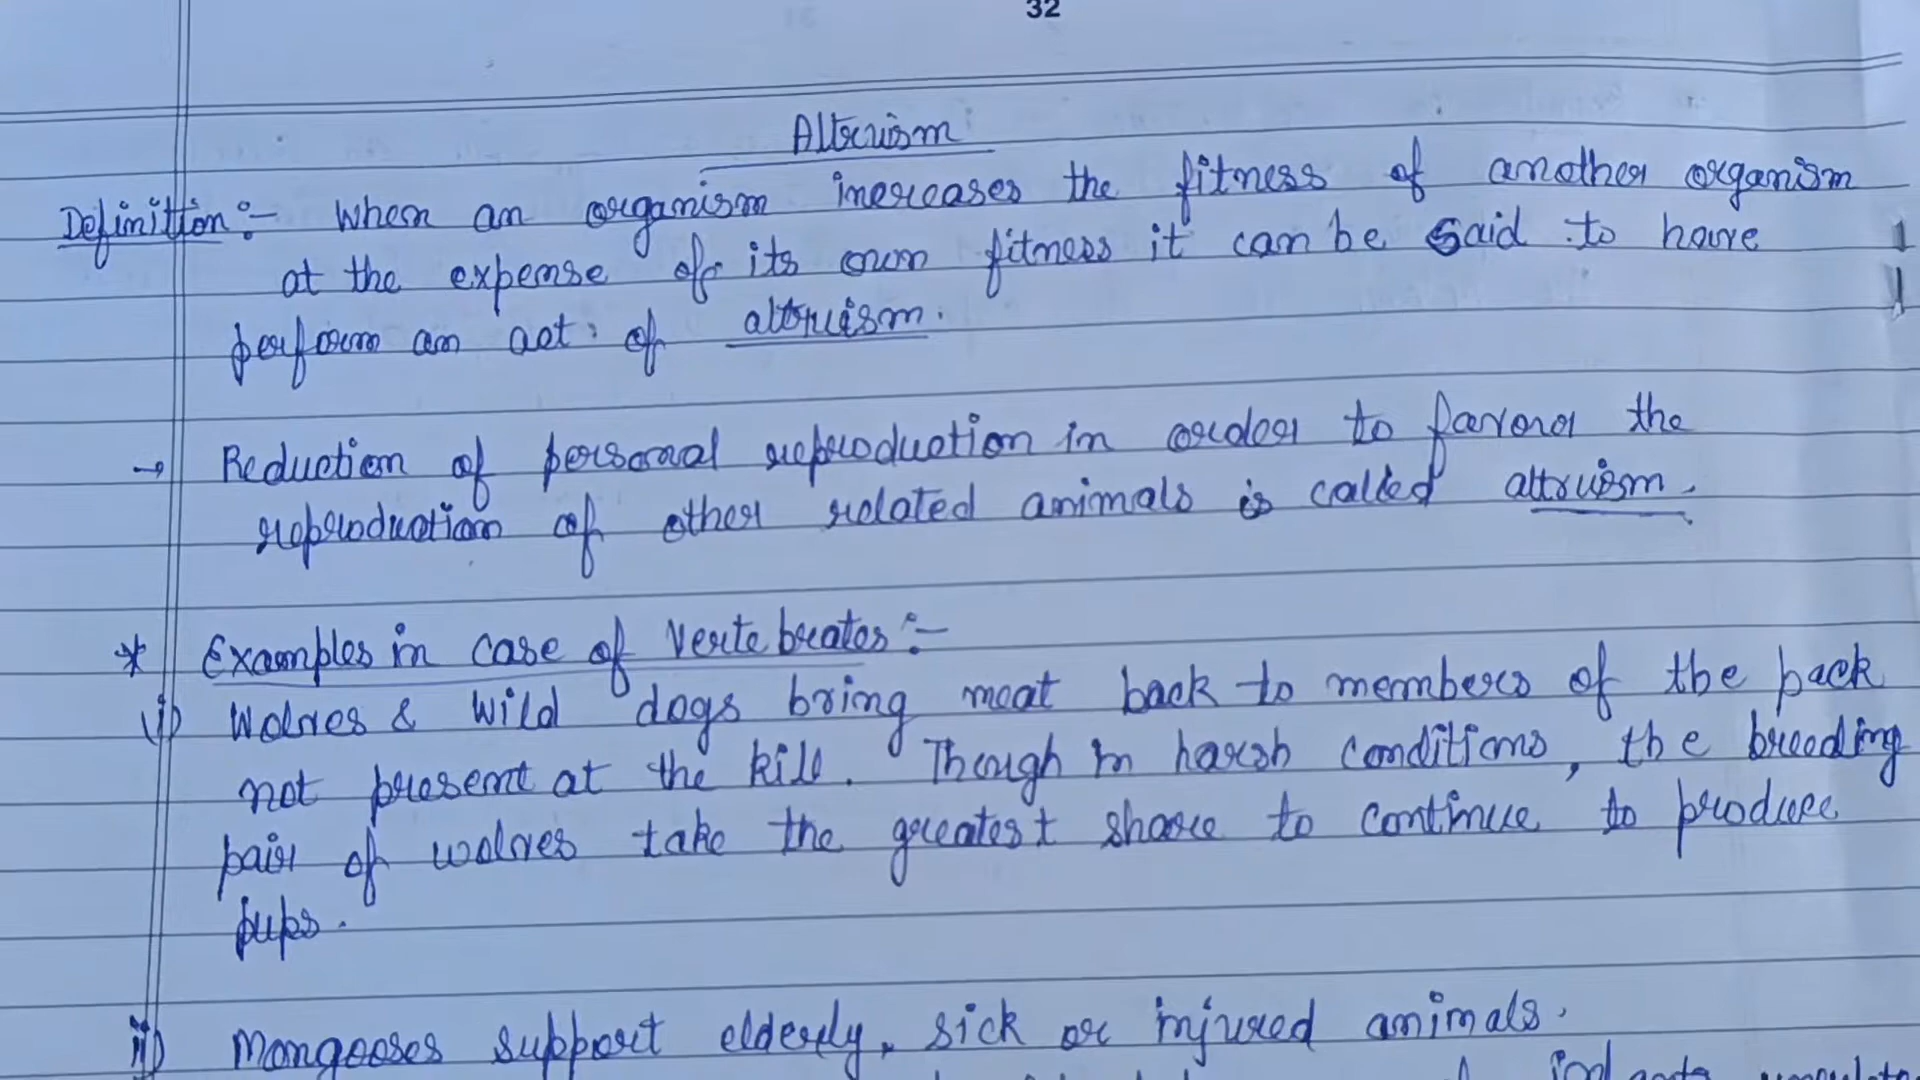 32
Altruism
Definition :- When an organism increases the fitness of another organism
at the expense of its own fitness it can be said to have
perform an act of altruism.
→ Reduction of personal reproduction in order to favour the
reproduction of other related animals is called altruism.
* Examples in case of Vertebrates :-
i) Wolves & Wild dogs bring meat back to members of the pack
not present at the kill. Though in harsh conditions, the breeding
pair of wolves take the greatest share to continue to produce
pups.
ii) Mongooses support elderly, sick or injured animals.